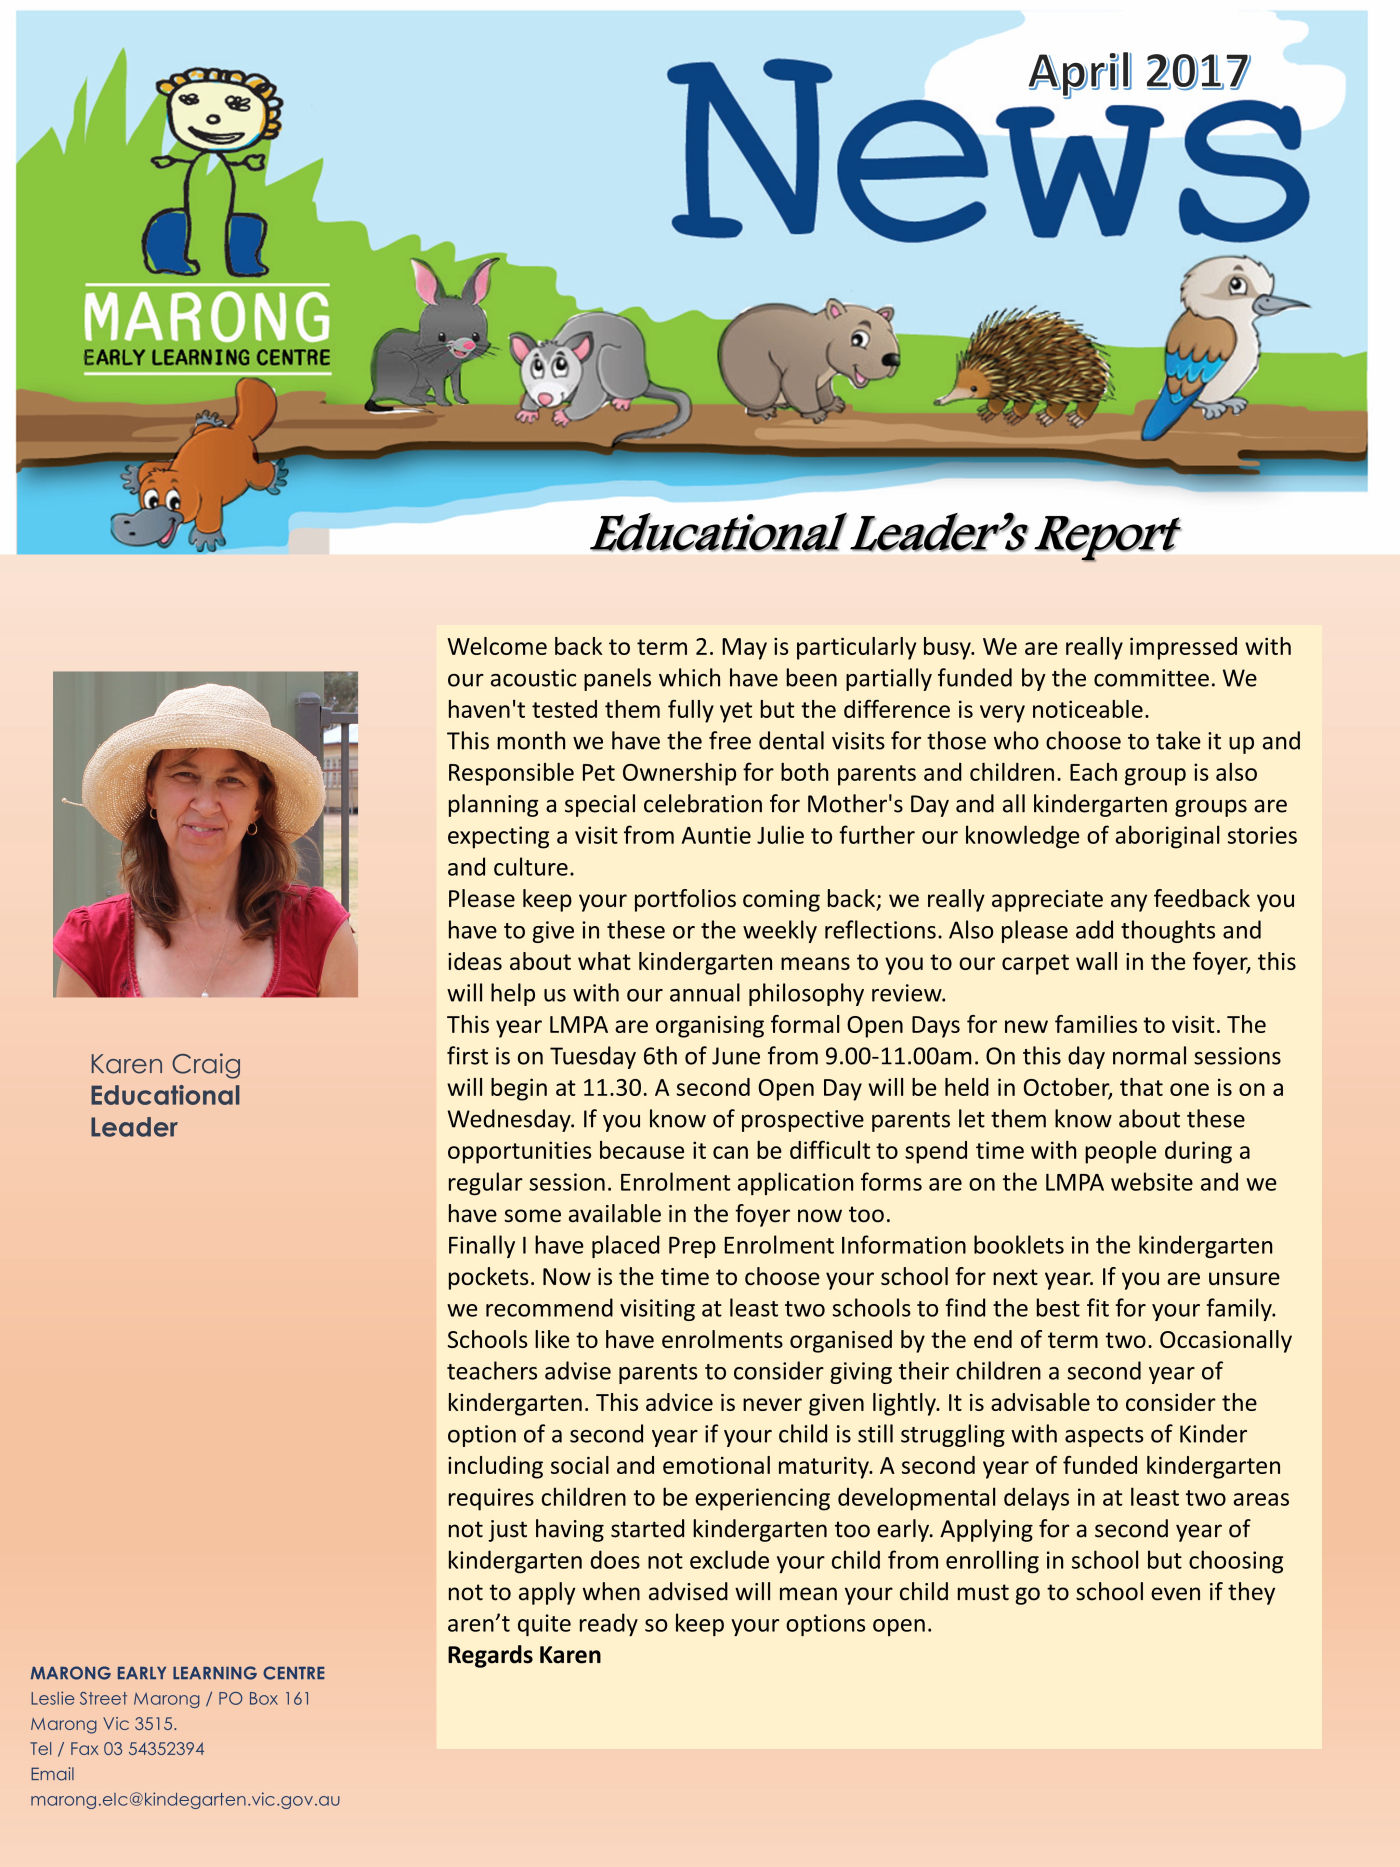 April 2017
News
MARONG
EARLY LEARNING CENTRE
Educational Leader’s Report
Welcome back to term 2. May is particularly busy. We are really impressed with
our acoustic panels which have been partially funded by the committee. We
haven't tested them fully yet but the difference is very noticeable.
This month we have the free dental visits for those who choose to take it up and
Responsible Pet Ownership for both parents and children. Each group is also
planning a special celebration for Mother's Day and all kindergarten groups are
expecting a visit from Auntie Julie to further our knowledge of aboriginal stories
and culture.
Please keep your portfolios coming back; we really appreciate any feedback you
have to give in these or the weekly reflections. Also please add thoughts and
ideas about what kindergarten means to you to our carpet wall in the foyer, this
will help us with our annual philosophy review.
This year LMPA are organising formal Open Days for new families to visit. The
first is on Tuesday 6th of June from 9.00-11.00am. On this day normal sessions
will begin at 11.30. A second Open Day will be held in October, that one is on a
Wednesday. If you know of prospective parents let them know about these
opportunities because it can be difficult to spend time with people during a
regular session. Enrolment application forms are on the LMPA website and we
have some available in the foyer now too.
Finally I have placed Prep Enrolment Information booklets in the kindergarten
pockets. Now is the time to choose your school for next year. If you are unsure
we recommend visiting at least two schools to find the best fit for your family.
Schools like to have enrolments organised by the end of term two. Occasionally
teachers advise parents to consider giving their children a second year of
kindergarten. This advice is never given lightly. It is advisable to consider the
option of a second year if your child is still struggling with aspects of Kinder
including social and emotional maturity. A second year of funded kindergarten
requires children to be experiencing developmental delays in at least two areas
not just having started kindergarten too early. Applying for a second year of
kindergarten does not exclude your child from enrolling in school but choosing
not to apply when advised will mean your child must go to school even if they
aren’t quite ready so keep your options open.
Regards Karen
Karen Craig
Educational
Leader
MARONG EARLY LEARNING CENTRE
Leslie Street Marong / PO Box 161
Marong Vic 3515.
Tel / Fax 03 54352394
Email
marong.elc@kindegarten.vic.gov.au